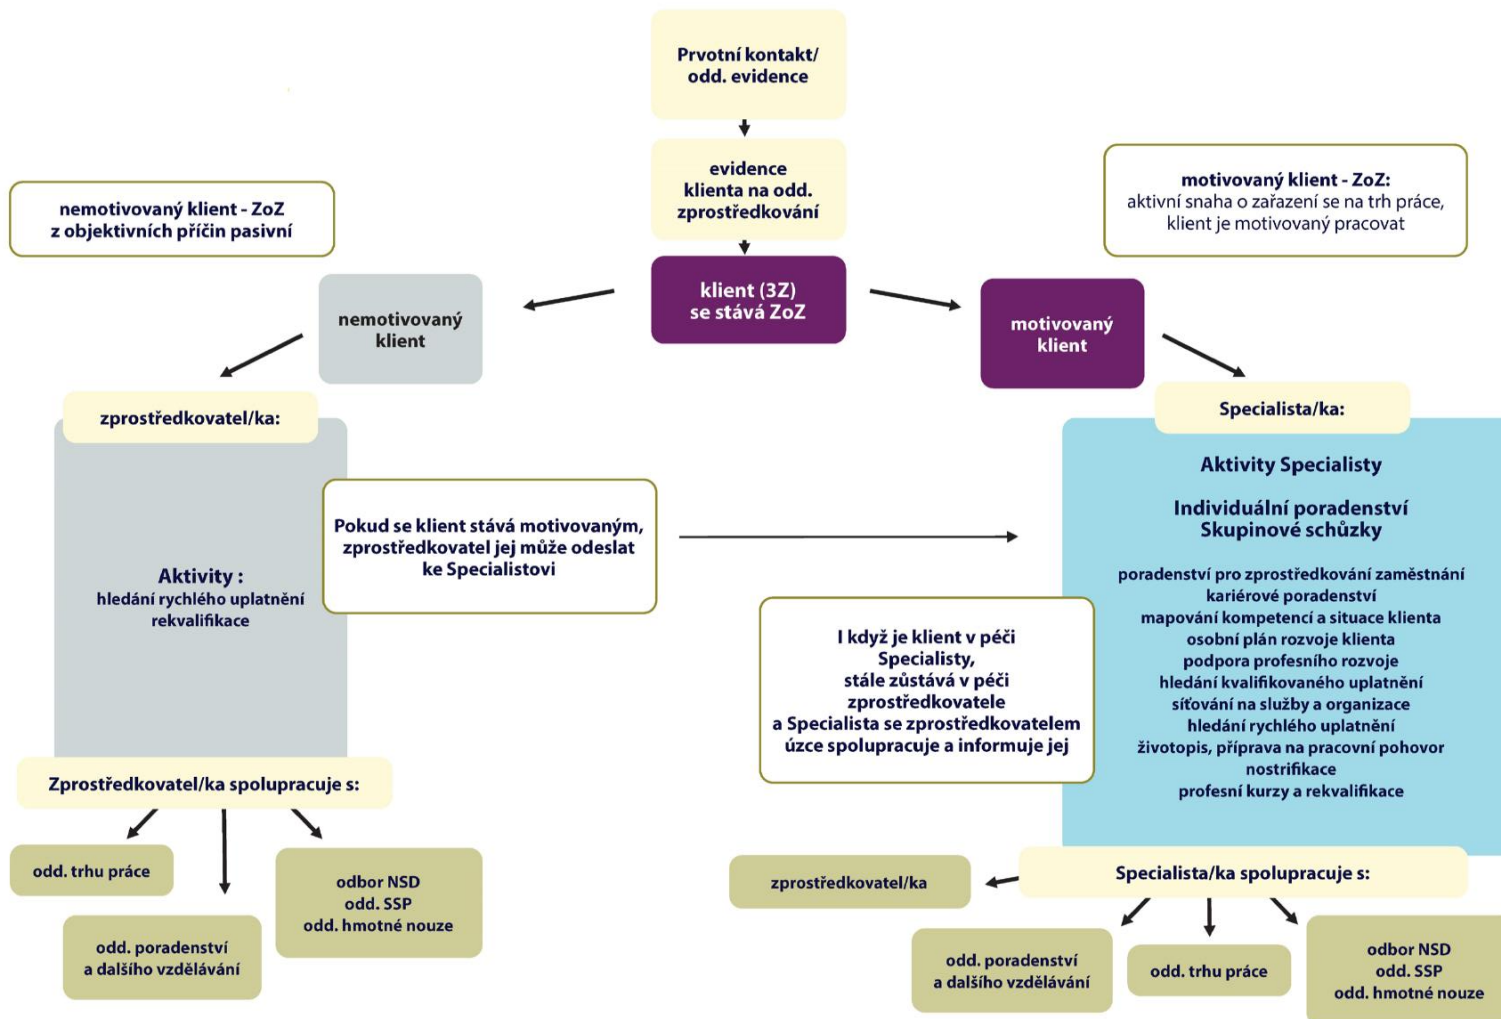 Prvotní kontakt/
odd. evidence
evidence
klienta na odd.
zprostředkování
nemotivovaný klient - ZoZ
z objektivních příčin pasivní
motivovaný klient - ZoZ:
aktivní snaha o zařazení se na trh práce,
klient je motivovaný pracovat
klient (3Z)
se stává ZoZ
nemotivovaný
klient
motivovaný
klient
zprostředkovatel/ka:
Aktivity :
hledání rychlého uplatnění
rekvalifikace
Pokud se klient stává motivovaným,
zprostředkovatel jej může odeslat
ke Specialistovi
Specialista/ka:
Aktivity Specialisty
Individuální poradenství
Skupinové schůzky
poradenství pro zprostředkování zaměstnání
kariérové poradenství
mapování kompetencí a situace klienta
osobní plán rozvoje klienta
podpora profesního rozvoje
hledání kvalifikovaného uplatnění
síťování na služby a organizace
hledání rychlého uplatnění
životopis, příprava na pracovní pohovor
nostrifikace
profesní kurzy a rekvalifikace
I když je klient v péči
Specialisty,
stále zůstává v péči
zprostředkovatele
a Specialista se zprostředkovatelem
úzce spolupracuje a informuje jej
Zprostředkovatel/ka spolupracuje s:
odd. trhu práce
odd. poradenství
a dalšího vzdělávání
odbor NSD
odd. SSP
odd. hmotné nouze
Specialista/ka spolupracuje s:
zprostředkovatel/ka
odd. poradenství
a dalšího vzdělávání
odd. trhu práce
odbor NSD
odd. SSP
odd. hmotné nouze